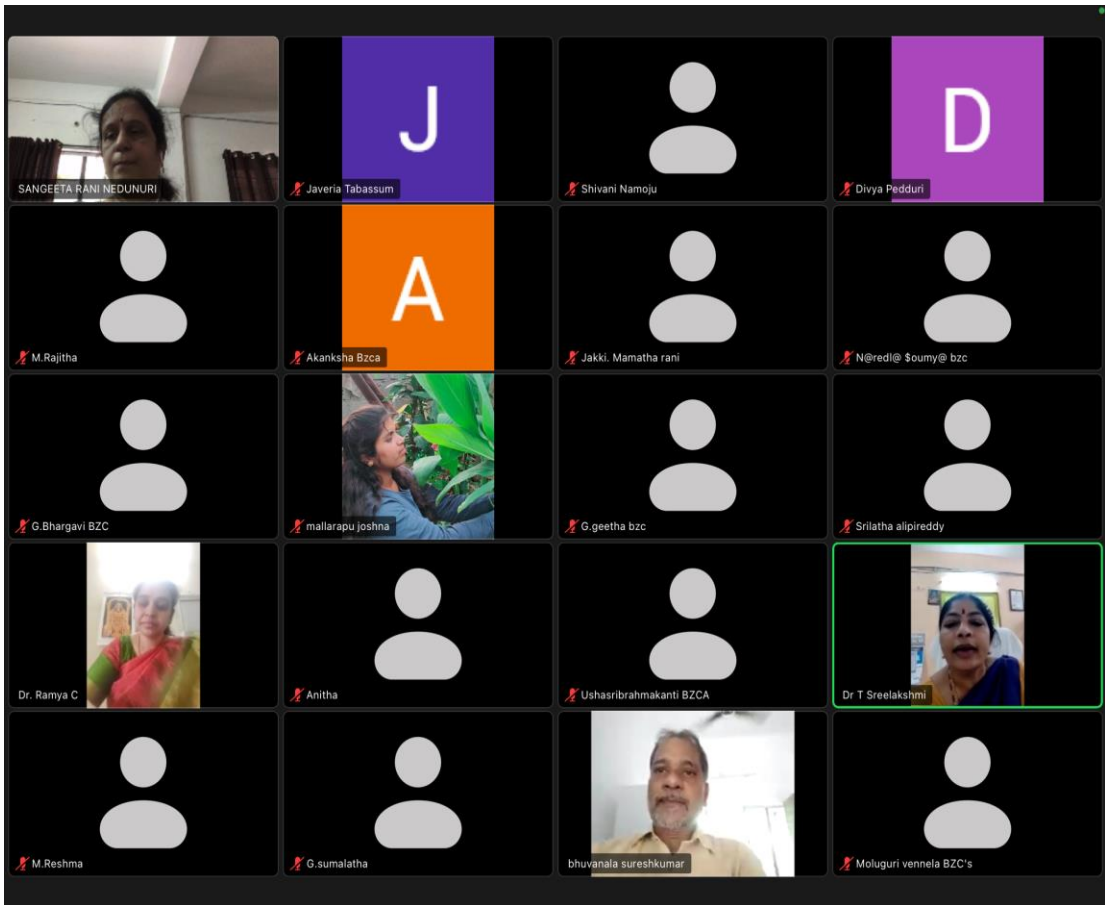 SANGEETA RANI NEDUNURI
J
Javeria Tabassum
Shivani Namoju
D
Divya Pedduri
M.Rajitha
A
Akanksha Bzca
Jakki. Mamatha rani
N@redl@ $oumy@ bzc
G.Bhargavi BZC
mallarapu joshna
G.geetha bzc
Srilatha alipireddy
Dr. Ramya C
Anitha
Ushasribrahmakanti BZCA
Dr T Sreelakshmi
M.Reshma
G.sumalatha
bhuvanala sureshkumar
Moluguri vennela BZC's